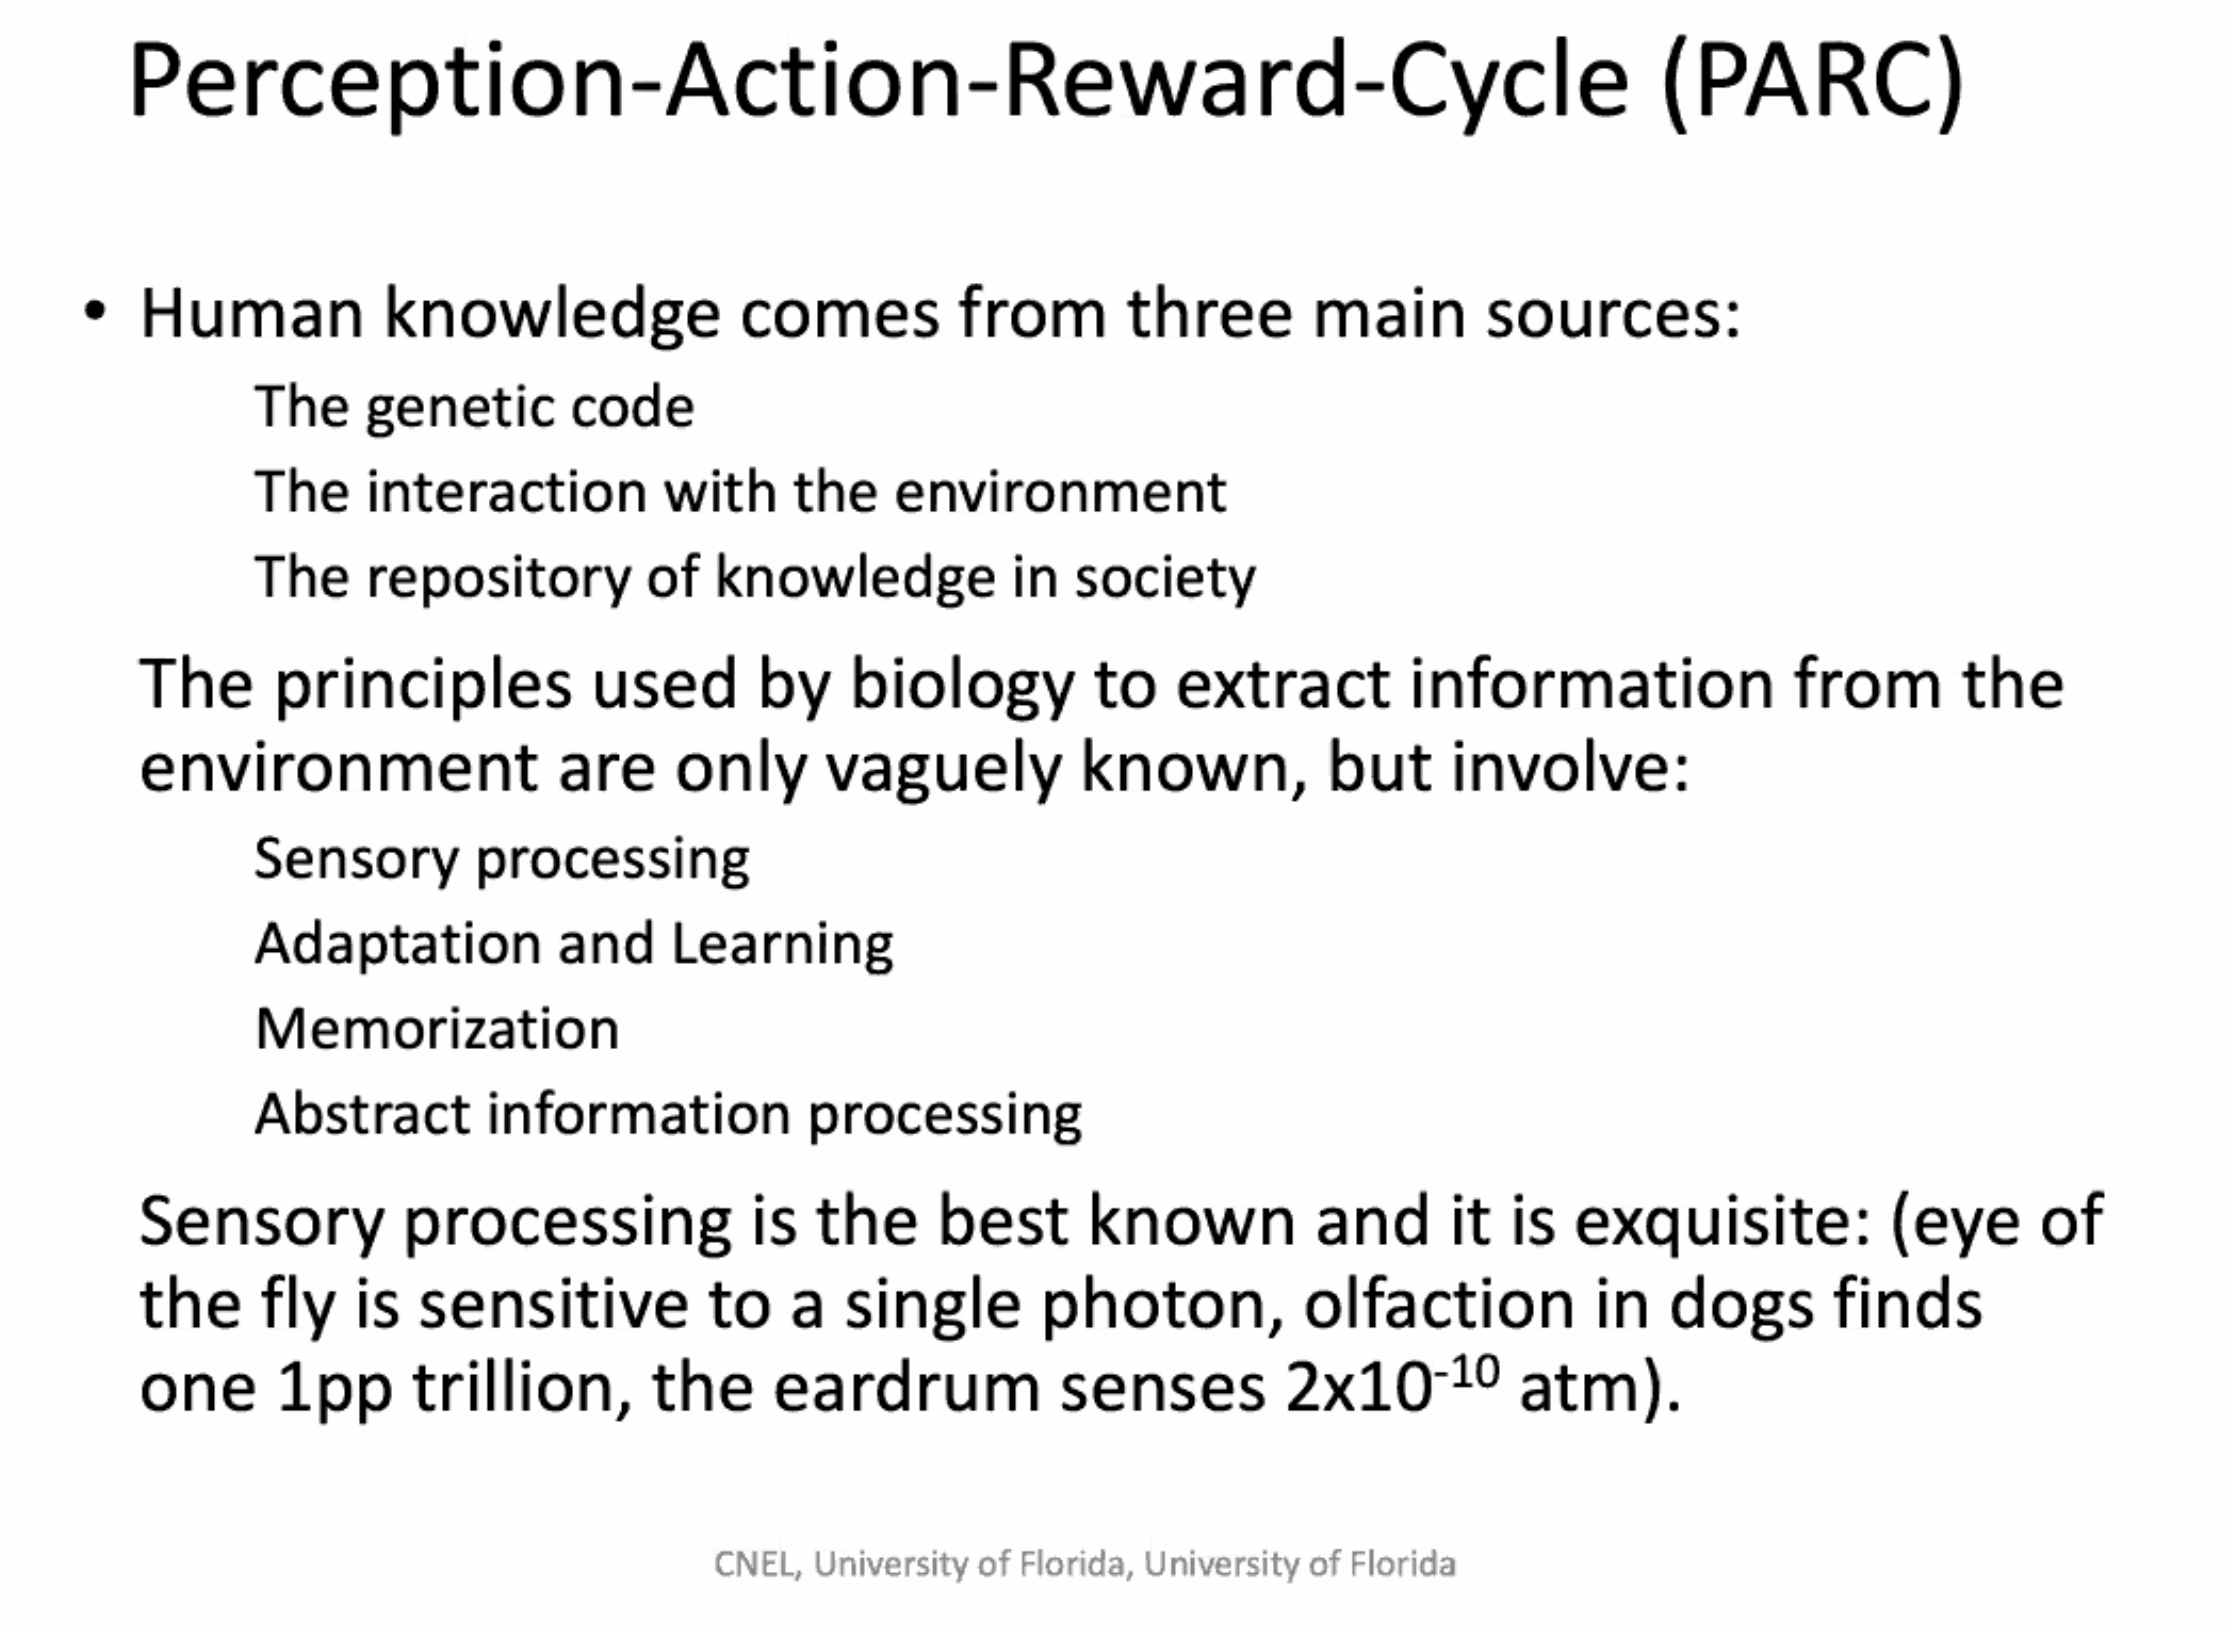 Perception-Action-Reward-Cycle (PARC)
• Human knowledge comes from three main sources:
The genetic code
The interaction with the environment
The repository of knowledge in society
The principles used by biology to extract information from the
environment are only vaguely known, but involve:
Sensory processing
Adaptation and Learning
Memorization
Abstract information processing
Sensory processing is the best known and it is exquisite: (eye of
the fly is sensitive to a single photon, olfaction in dogs finds
one 1pp trillion, the eardrum senses 2x10⁻¹⁰ atm).
CNEL, University of Florida, University of Florida